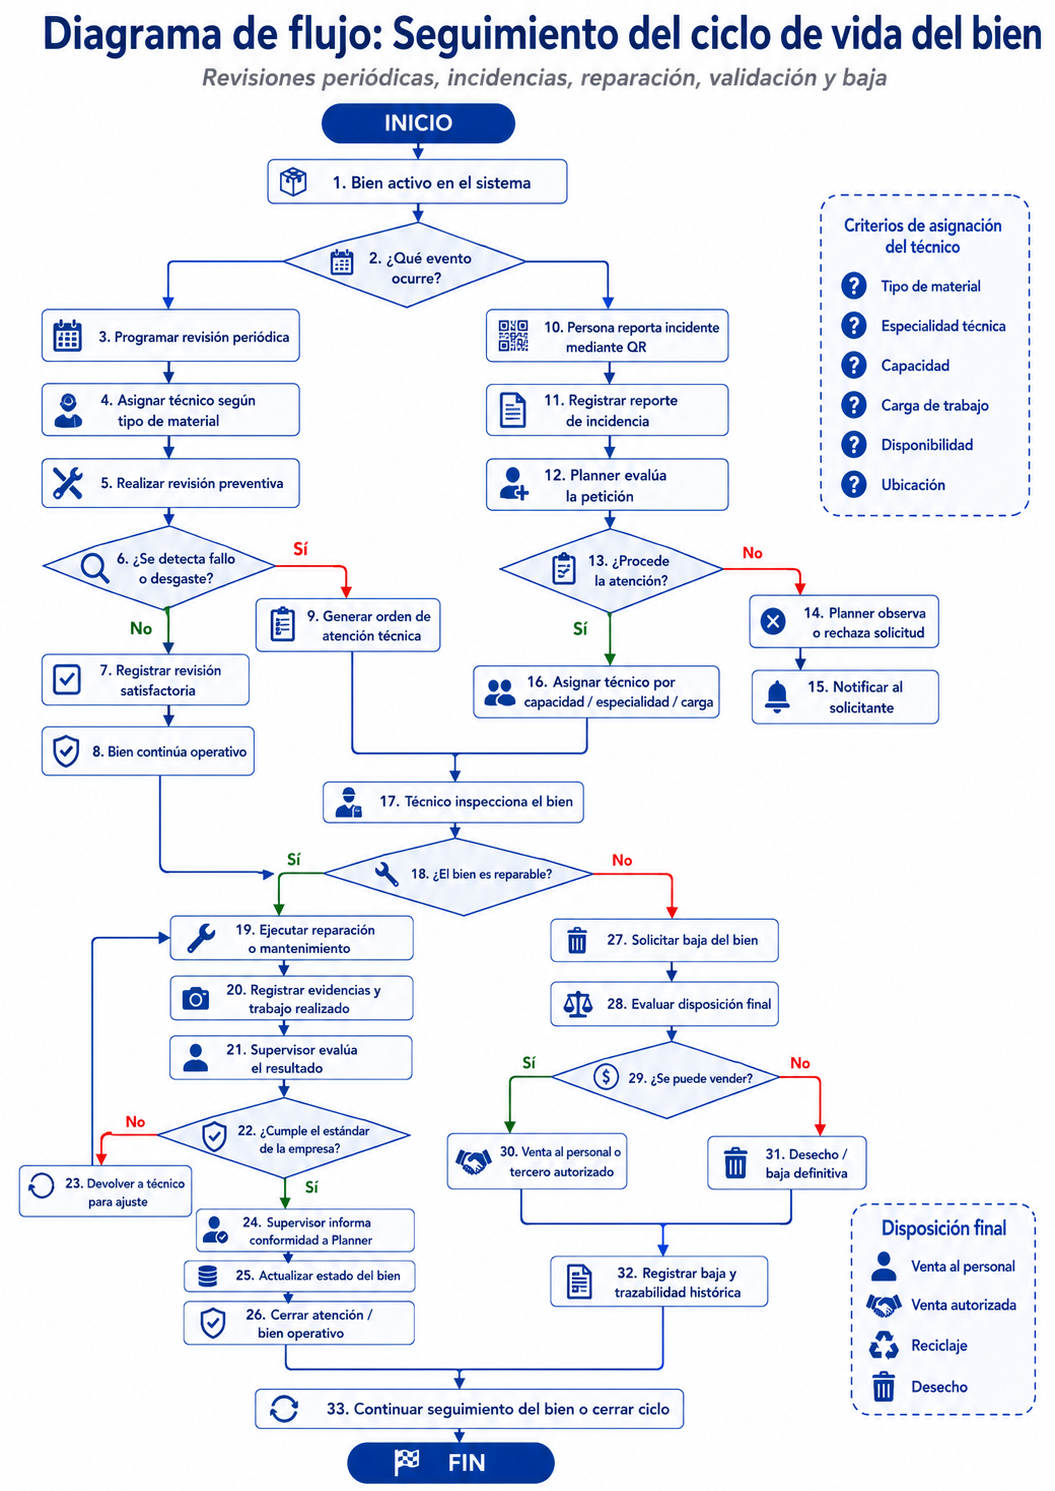 Diagrama de flujo: Seguimiento del ciclo de vida del bien
Revisiones periódicas, incidencias, reparación, validación y baja
INICIO
1. Bien activo en el sistema
2. ¿Qué evento
ocurre?
3. Programar revisión periódica
4. Asignar técnico según
tipo de material
5. Realizar revisión preventiva
6. ¿Se detecta fallo
o desgaste?
Sí
No
7. Registrar revisión
satisfactoria
8. Bien continúa operativo
9. Generar orden de
atención técnica
10. Persona reporta incidente
mediante QR
11. Registrar reporte
de incidencia
12. Planner evalúa
la petición
13. ¿Procede
la atención?
No
Sí
14. Planner observa
o rechaza solicitud
15. Notificar al
solicitante
16. Asignar técnico por
capacidad / especialidad / carga
Criterios de asignación
del técnico
Tipo de material
Especialidad técnica
Capacidad
Carga de trabajo
Disponibilidad
Ubicación
17. Técnico inspecciona el bien
18. ¿El bien es reparable?
Sí
No
19. Ejecutar reparación
o mantenimiento
20. Registrar evidencias y
trabajo realizado
21. Supervisor evalúa
el resultado
22. ¿Cumple el estándar
de la empresa?
No
Sí
23. Devolver a técnico
para ajuste
24. Supervisor informa
conformidad a Planner
25. Actualizar estado del bien
26. Cerrar atención /
bien operativo
27. Solicitar baja del bien
28. Evaluar disposición final
29. ¿Se puede vender?
Sí
No
30. Venta al personal o
tercero autorizado
31. Desecho /
baja definitiva
32. Registrar baja y
trazabilidad histórica
Disposición final
Venta al personal
Venta autorizada
Reciclaje
Desecho
33. Continuar seguimiento del bien o cerrar ciclo
FIN